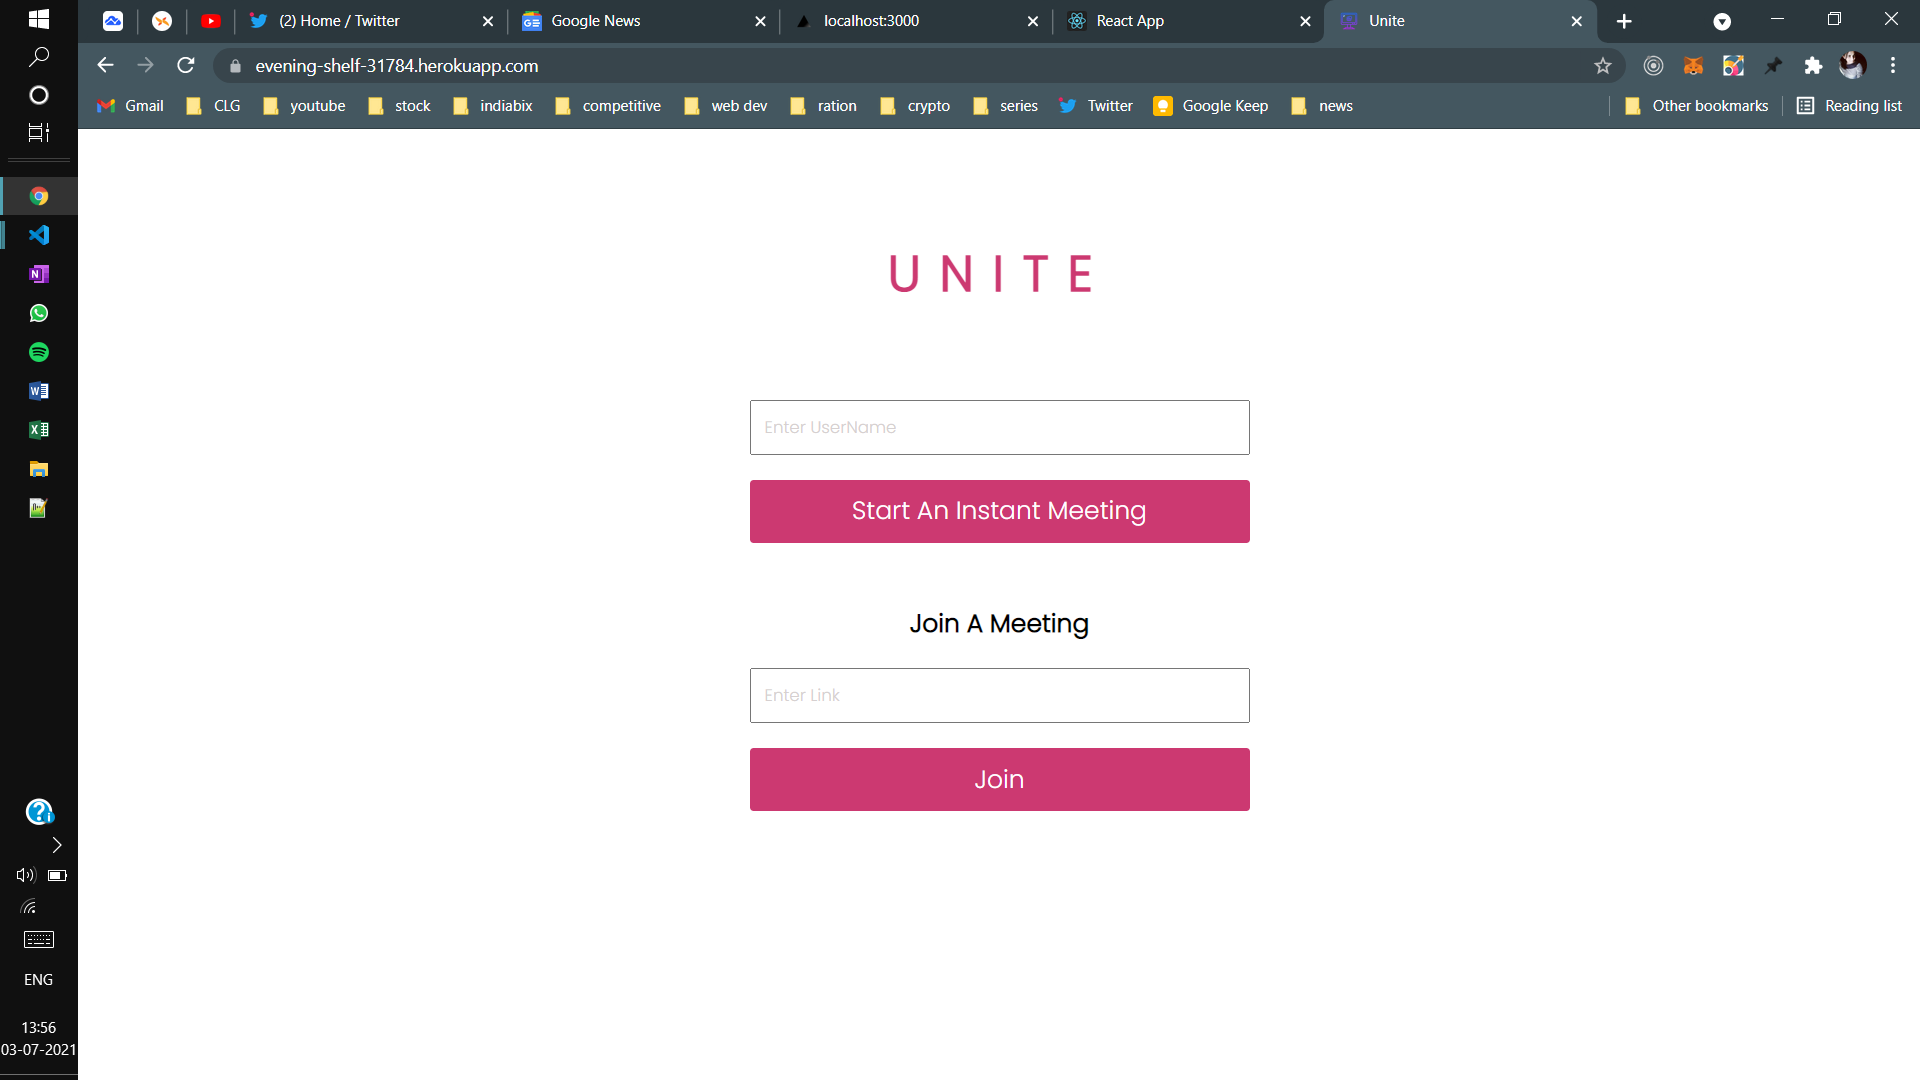 (2) Home / Twitter
Google News
localhost:3000
React App
Unite
evening-shelf-31784.herokuapp.com
Gmail CLG youtube stock indiabix competitive web dev ration crypto series Twitter Google Keep news Other bookmarks Reading list
UNITE
Enter UserName
Start An Instant Meeting
Join A Meeting
Enter Link
Join
ENG
13:56
03-07-2021